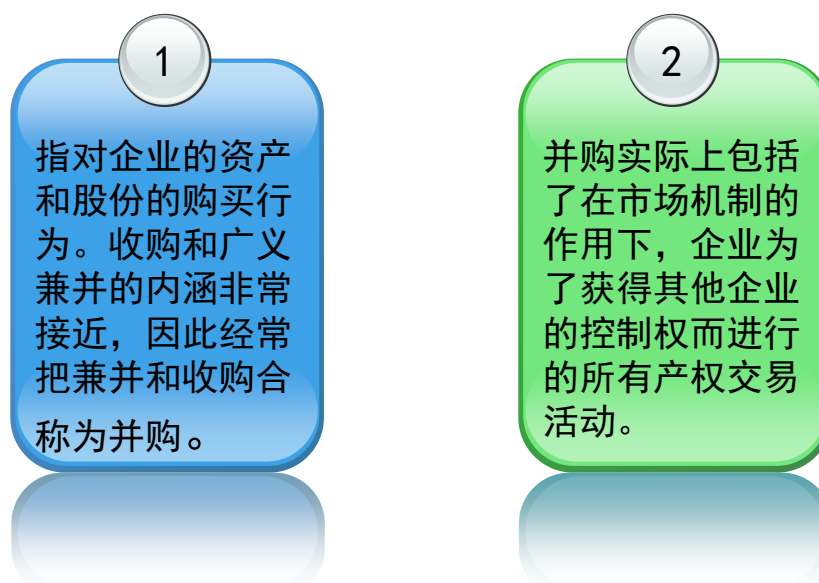 1
指对企业的资产
和股份的购买行
为。收购和广义
兼并的内涵非常
接近，因此经常
把兼并和收购合
称为并购。
2
并购实际上包括
了在市场机制的
作用下，企业为
了获得其他企业
的控制权而进行
的所有产权交易
活动。